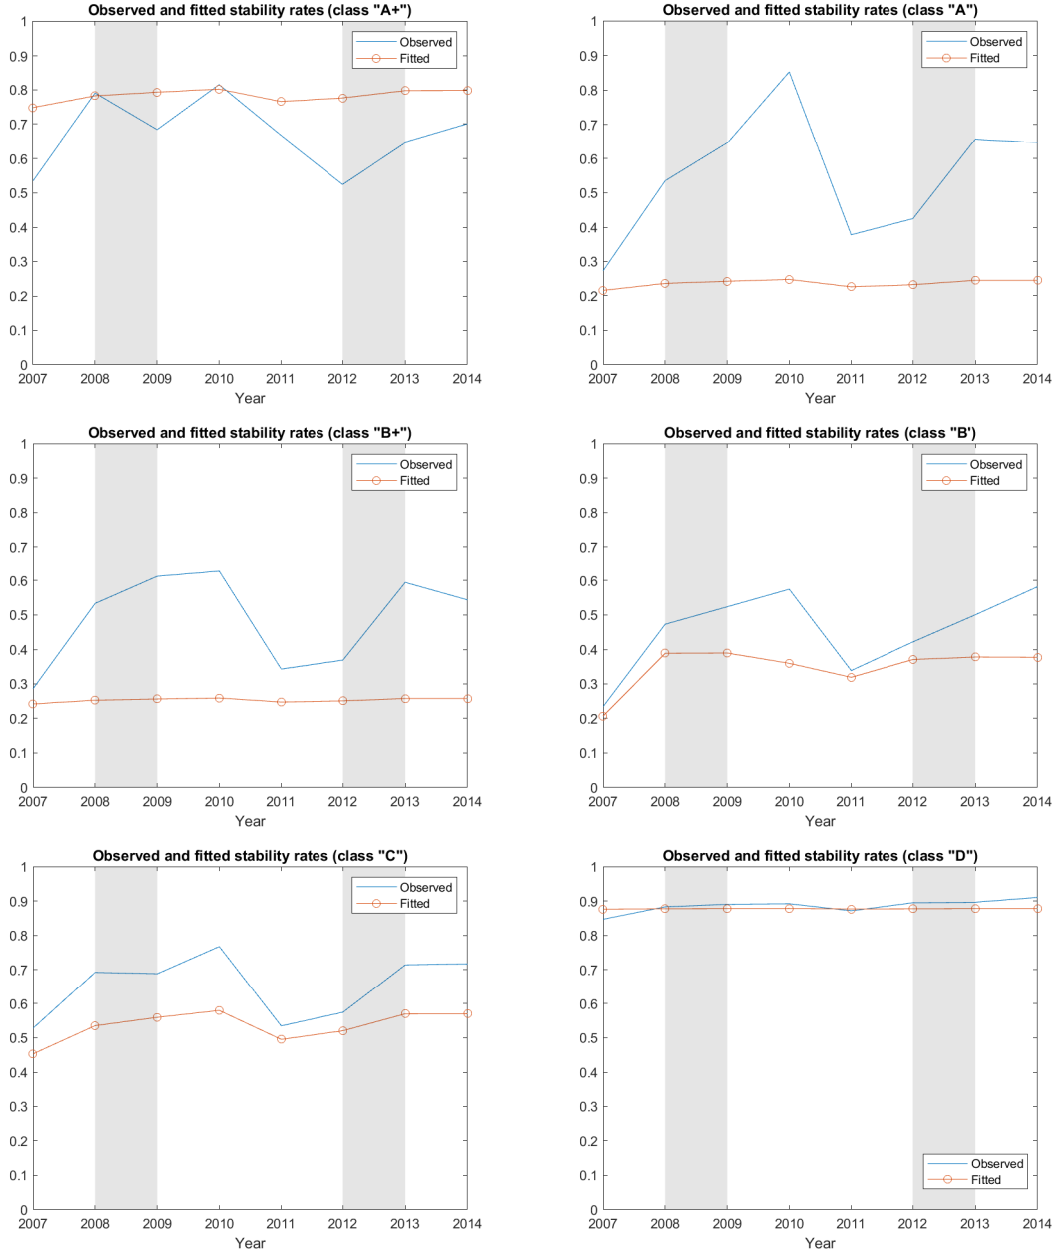 Observed and fitted stability rates (class "A+")
1
0.9
0.8
0.7
0.6
0.5
0.4
0.3
0.2
0.1
0
Observed
Fitted
2007 2008 2009 2010 2011 2012 2013 2014
Year
Observed and fitted stability rates (class "A")
1
0.9
0.8
0.7
0.6
0.5
0.4
0.3
0.2
0.1
0
Observed
Fitted
2007 2008 2009 2010 2011 2012 2013 2014
Year
Observed and fitted stability rates (class "B+")
1
0.9
0.8
0.7
0.6
0.5
0.4
0.3
0.2
0.1
0
Observed
Fitted
2007 2008 2009 2010 2011 2012 2013 2014
Year
Observed and fitted stability rates (class "B')
1
0.9
0.8
0.7
0.6
0.5
0.4
0.3
0.2
0.1
0
Observed
Fitted
2007 2008 2009 2010 2011 2012 2013 2014
Year
Observed and fitted stability rates (class "C")
1
0.9
0.8
0.7
0.6
0.5
0.4
0.3
0.2
0.1
0
Observed
Fitted
2007 2008 2009 2010 2011 2012 2013 2014
Year
Observed and fitted stability rates (class "D")
1
0.9
0.8
0.7
0.6
0.5
0.4
0.3
0.2
0.1
0
Observed
Fitted
2007 2008 2009 2010 2011 2012 2013 2014
Year